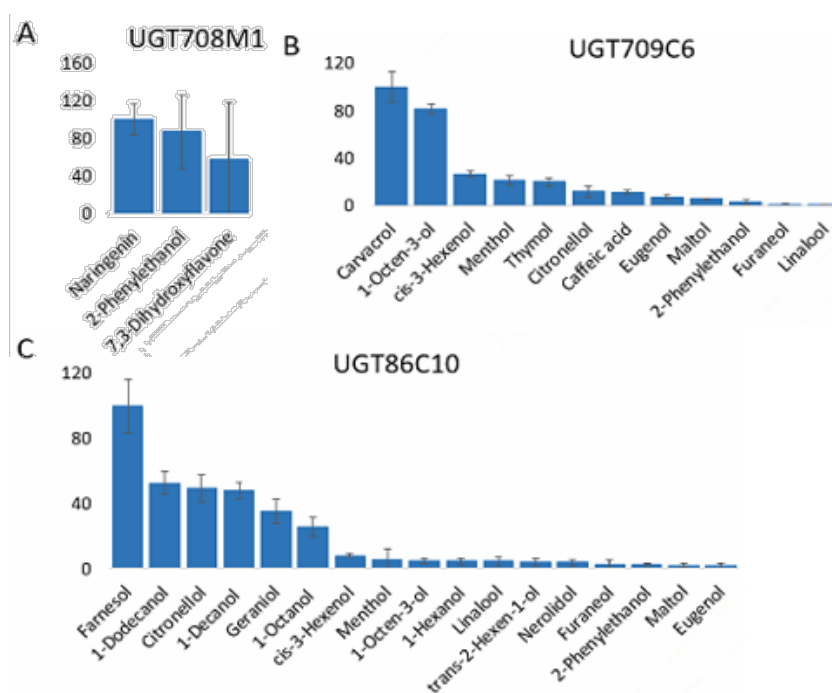 A
UGT708M1
160
120
80
40
0
Naringenin
2-Phenylethanol
7,3-Dihydroxyflavone
B
UGT709C6
120
80
40
0
Carvacrol
1-Octen-3-ol
cis-3-Hexenol
Menthol
Thymol
Citronellol
Caffeic acid
Eugenol
Maltol
2-Phenylethanol
Furaneol
Linalool
C
UGT86C10
120
80
40
0
Farnesol
1-Dodecanol
Citronellol
1-Decanol
Geraniol
1-Octanol
cis-3-Hexenol
Menthol
1-Octen-3-ol
1-Hexanol
Linalool
trans-2-Hexen-1-ol
Nerolidol
Furaneol
2-Phenylethanol
Maltol
Eugenol